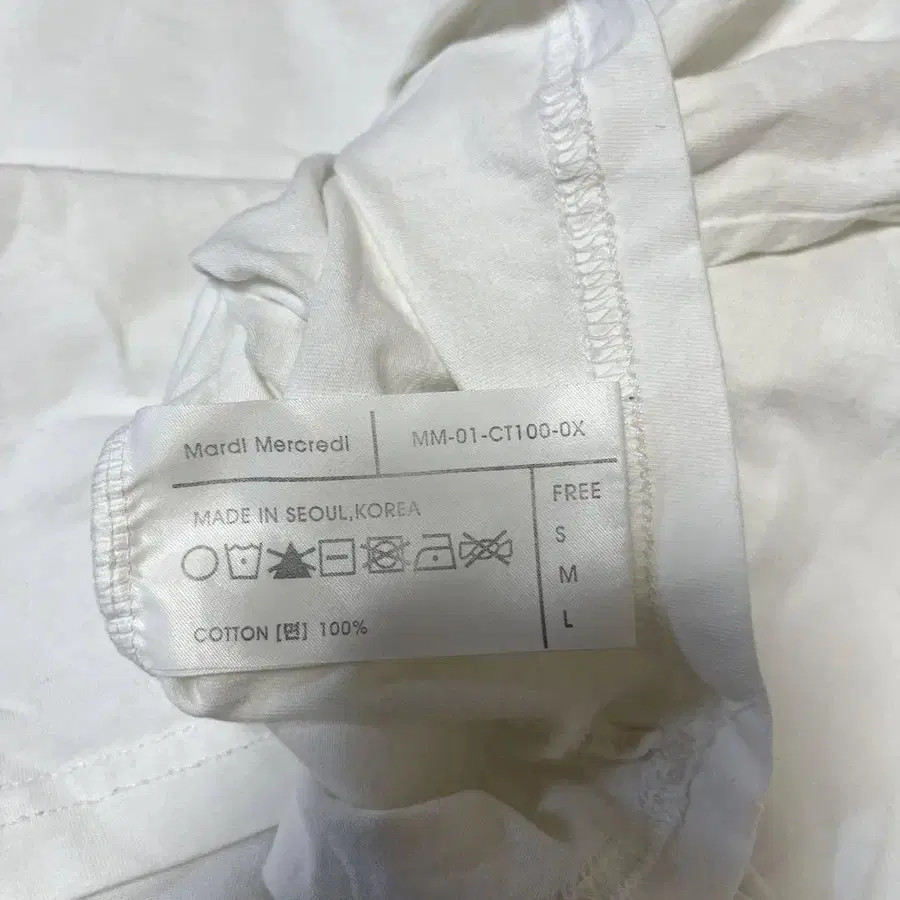 Mardi Mercredi
MM-01-CT100-0X
MADE IN SEOUL,KOREA
COTTON [면] 100%
FREE
S
M
L